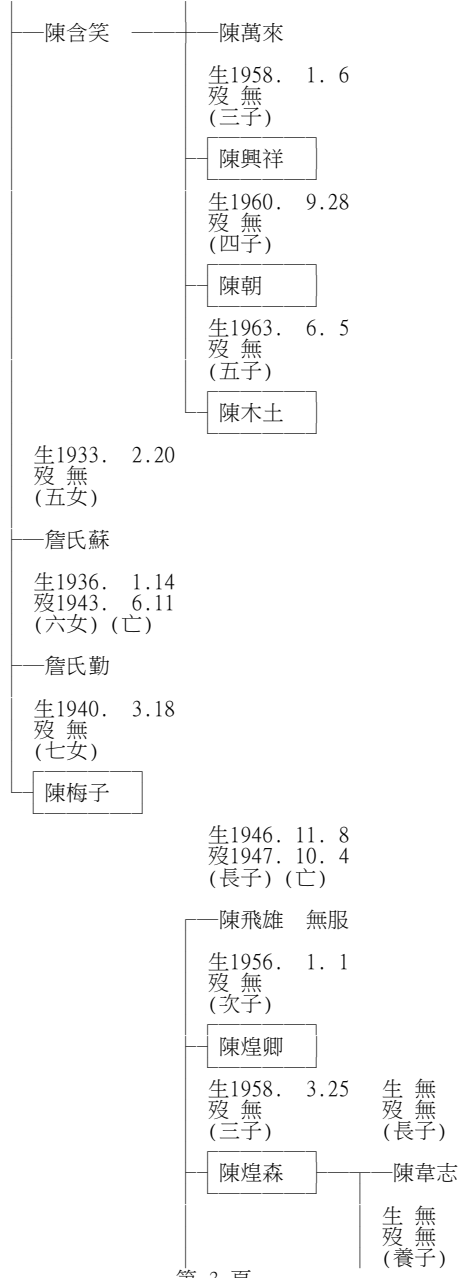 陳含笑 陳萬來
生1958. 1. 6
歿 無
(三子)
陳興祥
生1960. 9.28
歿 無
(四子)
陳朝
生1963. 6. 5
歿 無
(五子)
陳木土
生1933. 2.20
歿 無
(五女)
詹氏蘇
生1936. 1.14
歿1943. 6.11
(六女)(亡)
詹氏勤
生1940. 3.18
歿 無
(七女)
陳梅子
生1946. 11. 8
歿1947. 10. 4
(長子)(亡)
陳飛雄 無服
生1956. 1. 1
歿 無
(次子)
陳煌卿
生1958. 3.25 生 無
歿 無 歿 無
(三子) (長子)
陳煌森 陳韋志
生 無
歿 無
(養子)
第 3 頁